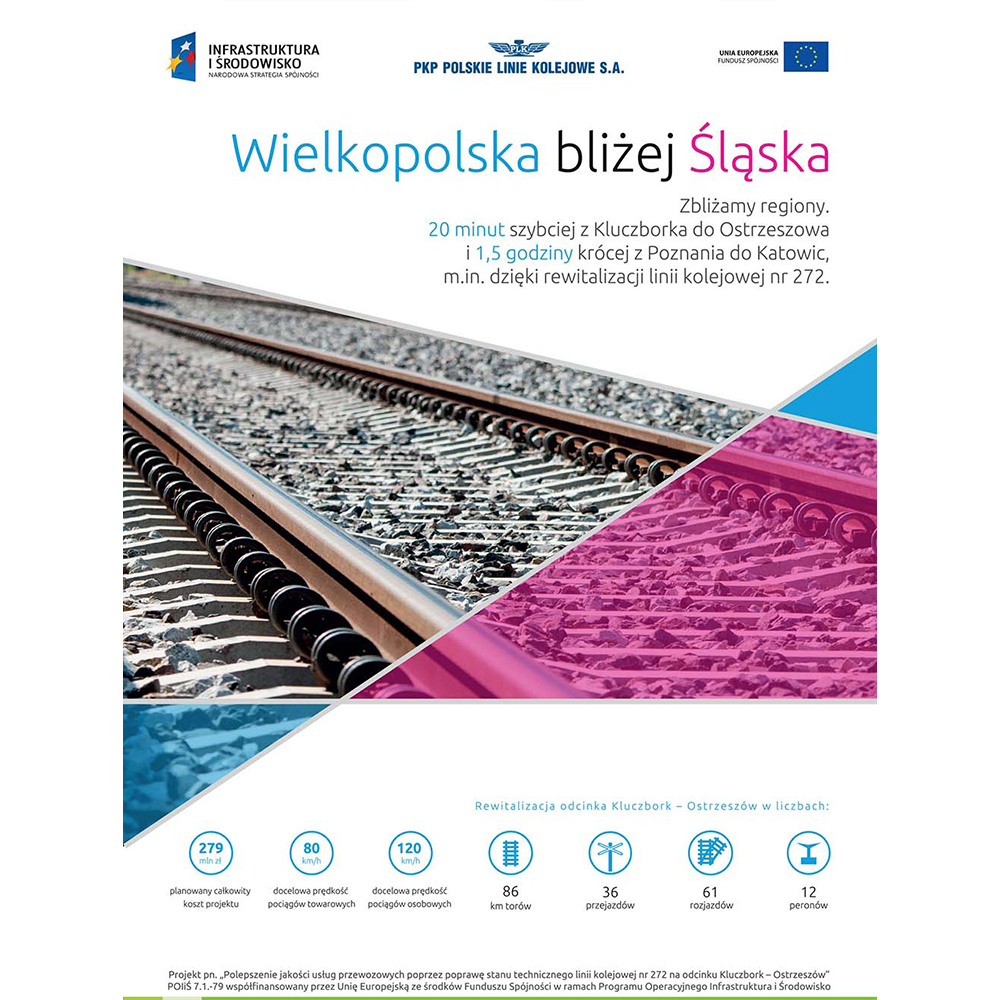 INFRASTRUKTURA
I ŚRODOWISKO
NARODOWA STRATEGIA SPÓJNOŚCI
PLK
PKP POLSKIE LINIE KOLEJOWE S.A.
UNIA EUROPEJSKA
FUNDUSZ SPÓJNOŚCI
Wielkopolska bliżej Śląska
Zbliżamy regiony.
20 minut szybciej z Kluczborka do Ostrzeszowa
i 1,5 godziny krócej z Poznania do Katowic,
m.in. dzięki rewitalizacji linii kolejowej nr 272.
Rewitalizacja odcinka Kluczbork – Ostrzeszów w liczbach:
279
mln zł
planowany całkowity
koszt projektu
80
km/h
docelowa prędkość
pociągów towarowych
120
km/h
docelowa prędkość
pociągów osobowych
86
km torów
36
przejazdów
61
rozjazdów
12
peronów
Projekt pn. „Polepszenie jakości usług przewozowych poprzez poprawę stanu technicznego linii kolejowej nr 272 na odcinku Kluczbork – Ostrzeszów”
POIiŚ 7.1.-79 współfinansowany przez Unię Europejską ze środków Funduszu Spójności w ramach Programu Operacyjnego Infrastruktura i Środowisko